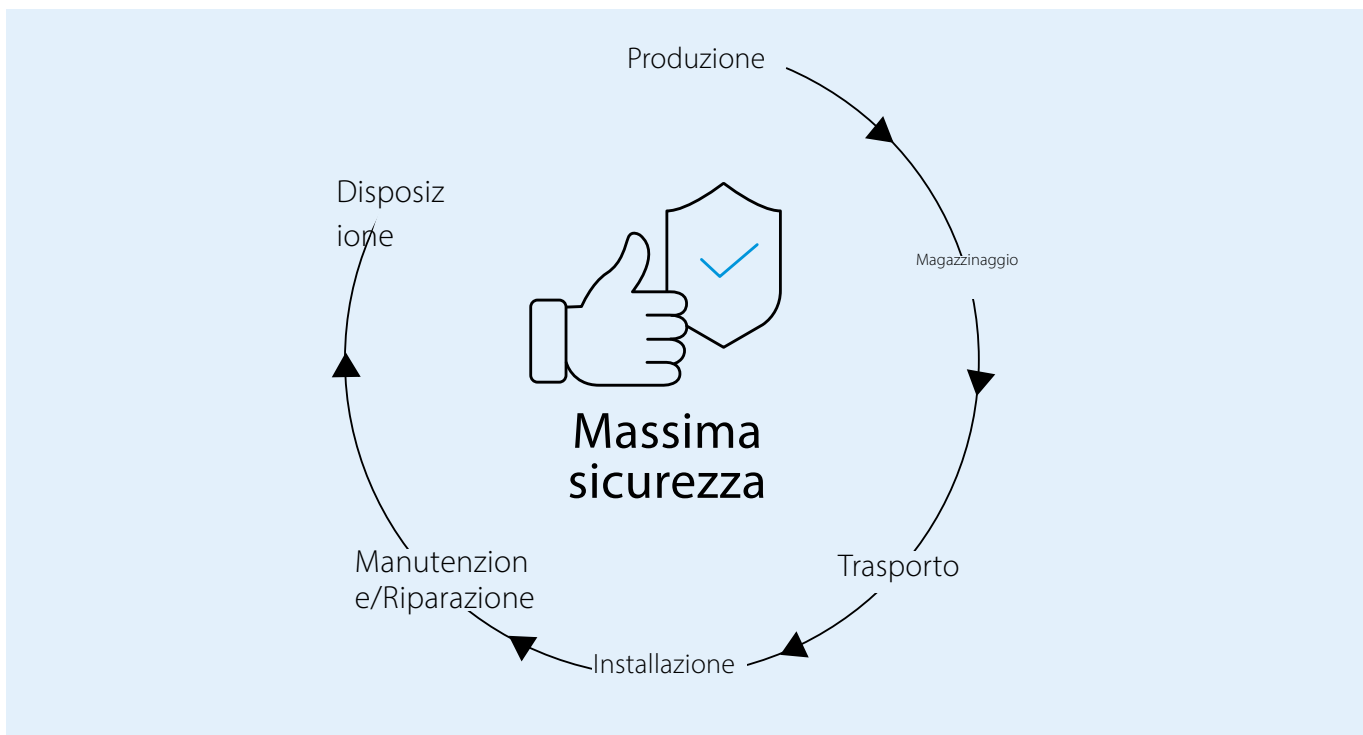 Produzione
Magazzinaggio
Trasporto
Installazione
Manutenzion
e/Riparazione
Disposiz
ione
Massima
sicurezza